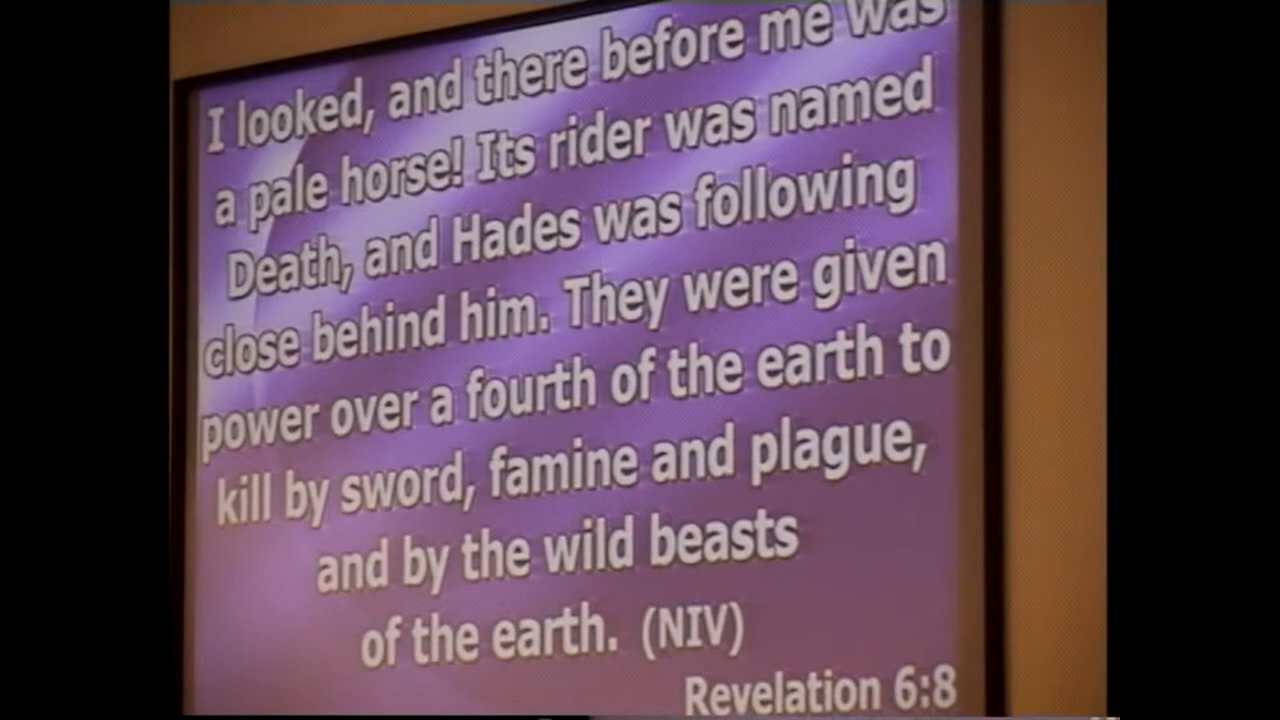 I looked, and there before me was
a pale horse! Its rider was named
Death, and Hades was following
close behind him. They were given
power over a fourth of the earth to
kill by sword, famine and plague,
and by the wild beasts
of the earth. (NIV)
Revelation 6:8